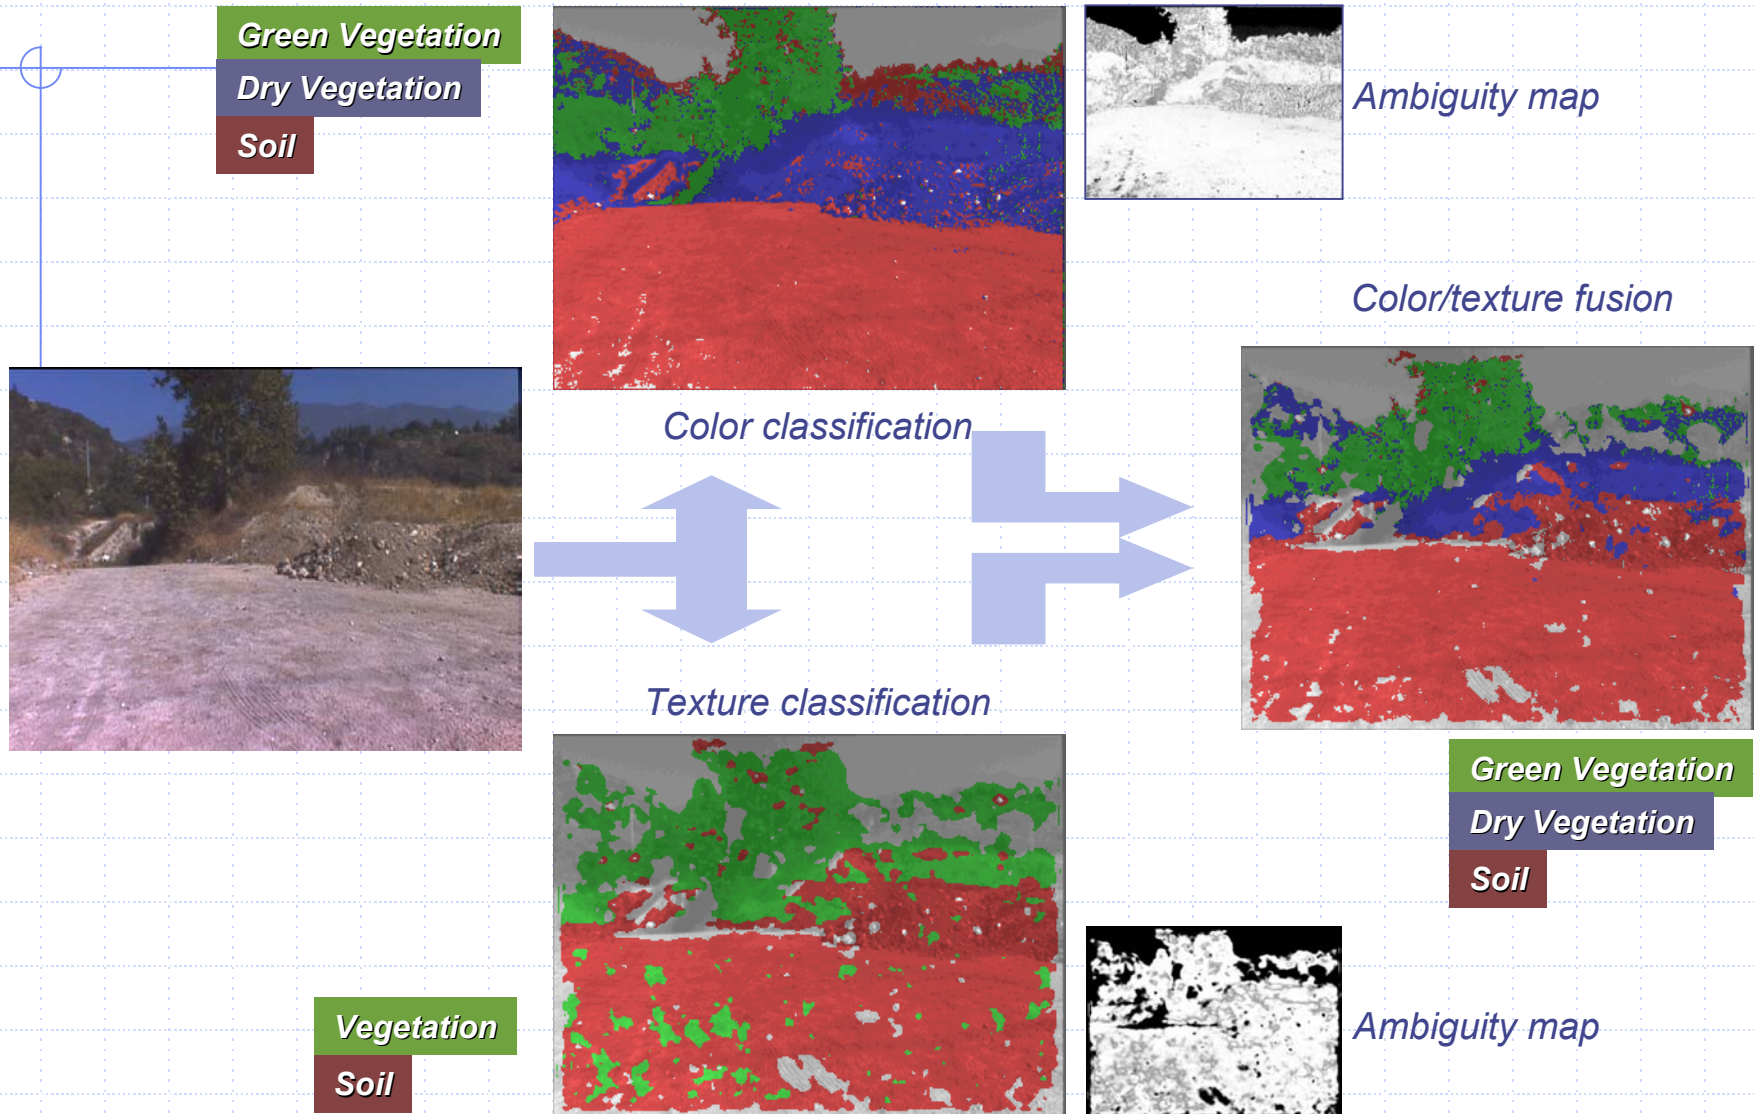 Green Vegetation
Dry Vegetation
Soil
Ambiguity map
Color/texture fusion
Color classification
Texture classification
Green Vegetation
Dry Vegetation
Soil
Vegetation
Soil
Ambiguity map